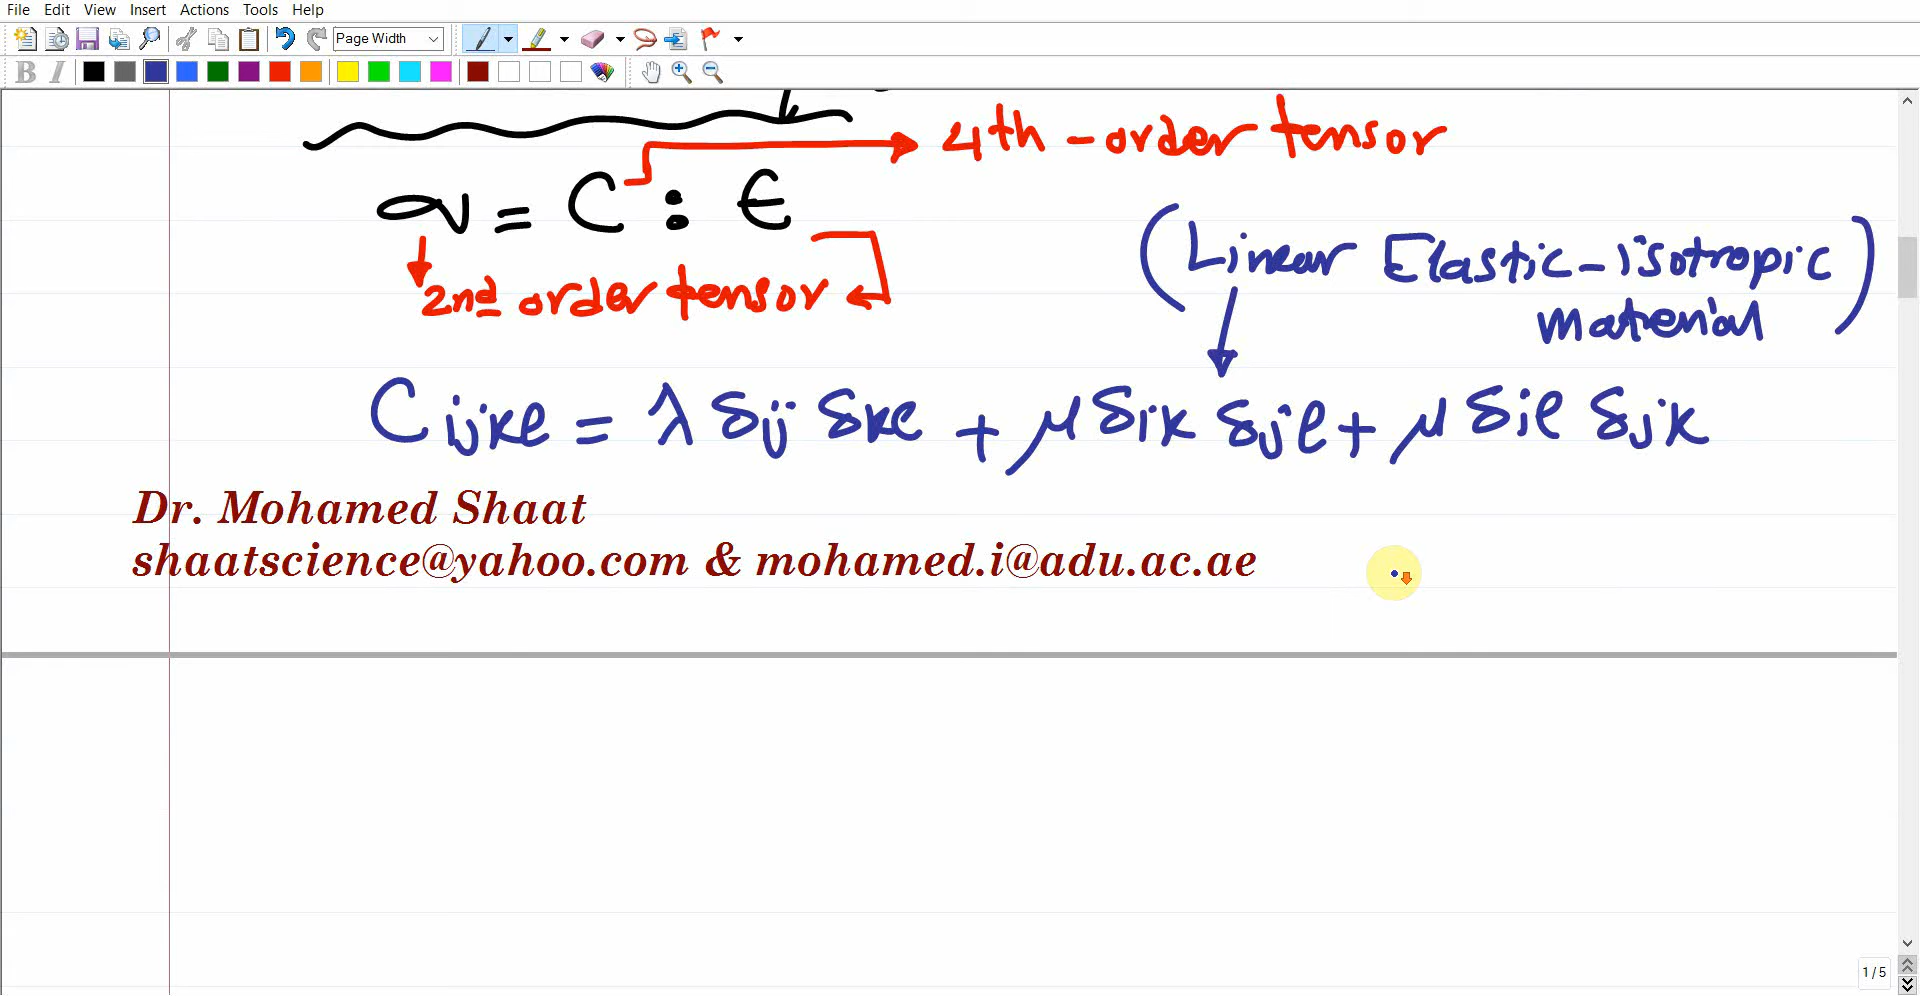 File Edit View Insert Actions Tools Help
Page Width
B I
4th-order tensor
σ = C : ϵ
2nd order tensor
(Linear Elastic-isotropic
material)
Cijkl = λ δij δkl + μ δik δjl + μ δil δjk
Dr. Mohamed Shaat
shaatscience@yahoo.com & mohamed.i@adu.ac.ae
1/5